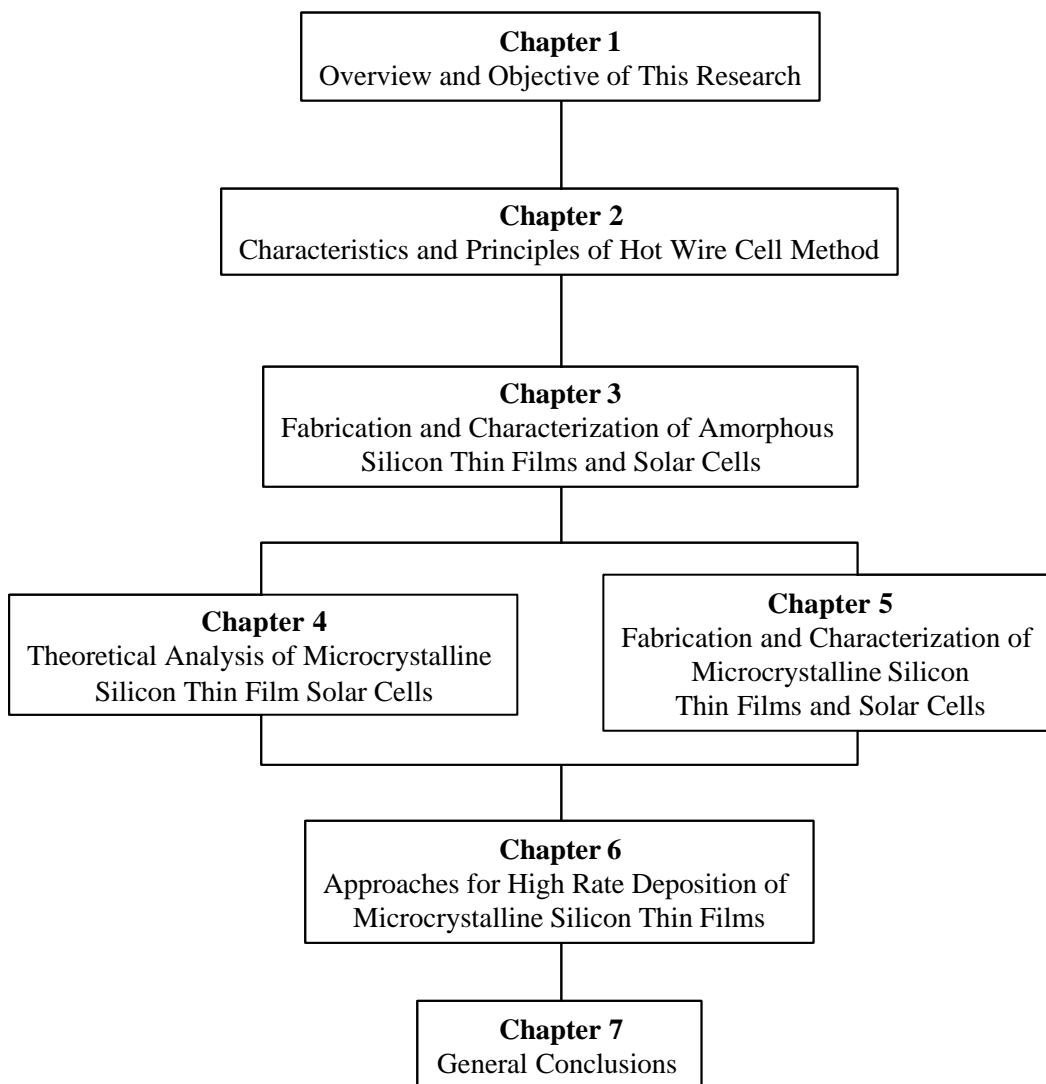 Chapter 1
Overview and Objective of This Research
Chapter 2
Characteristics and Principles of Hot Wire Cell Method
Chapter 3
Fabrication and Characterization of Amorphous
Silicon Thin Films and Solar Cells
Chapter 4
Theoretical Analysis of Microcrystalline
Silicon Thin Film Solar Cells
Chapter 5
Fabrication and Characterization of
Microcrystalline Silicon
Thin Films and Solar Cells
Chapter 6
Approaches for High Rate Deposition of
Microcrystalline Silicon Thin Films
Chapter 7
General Conclusions